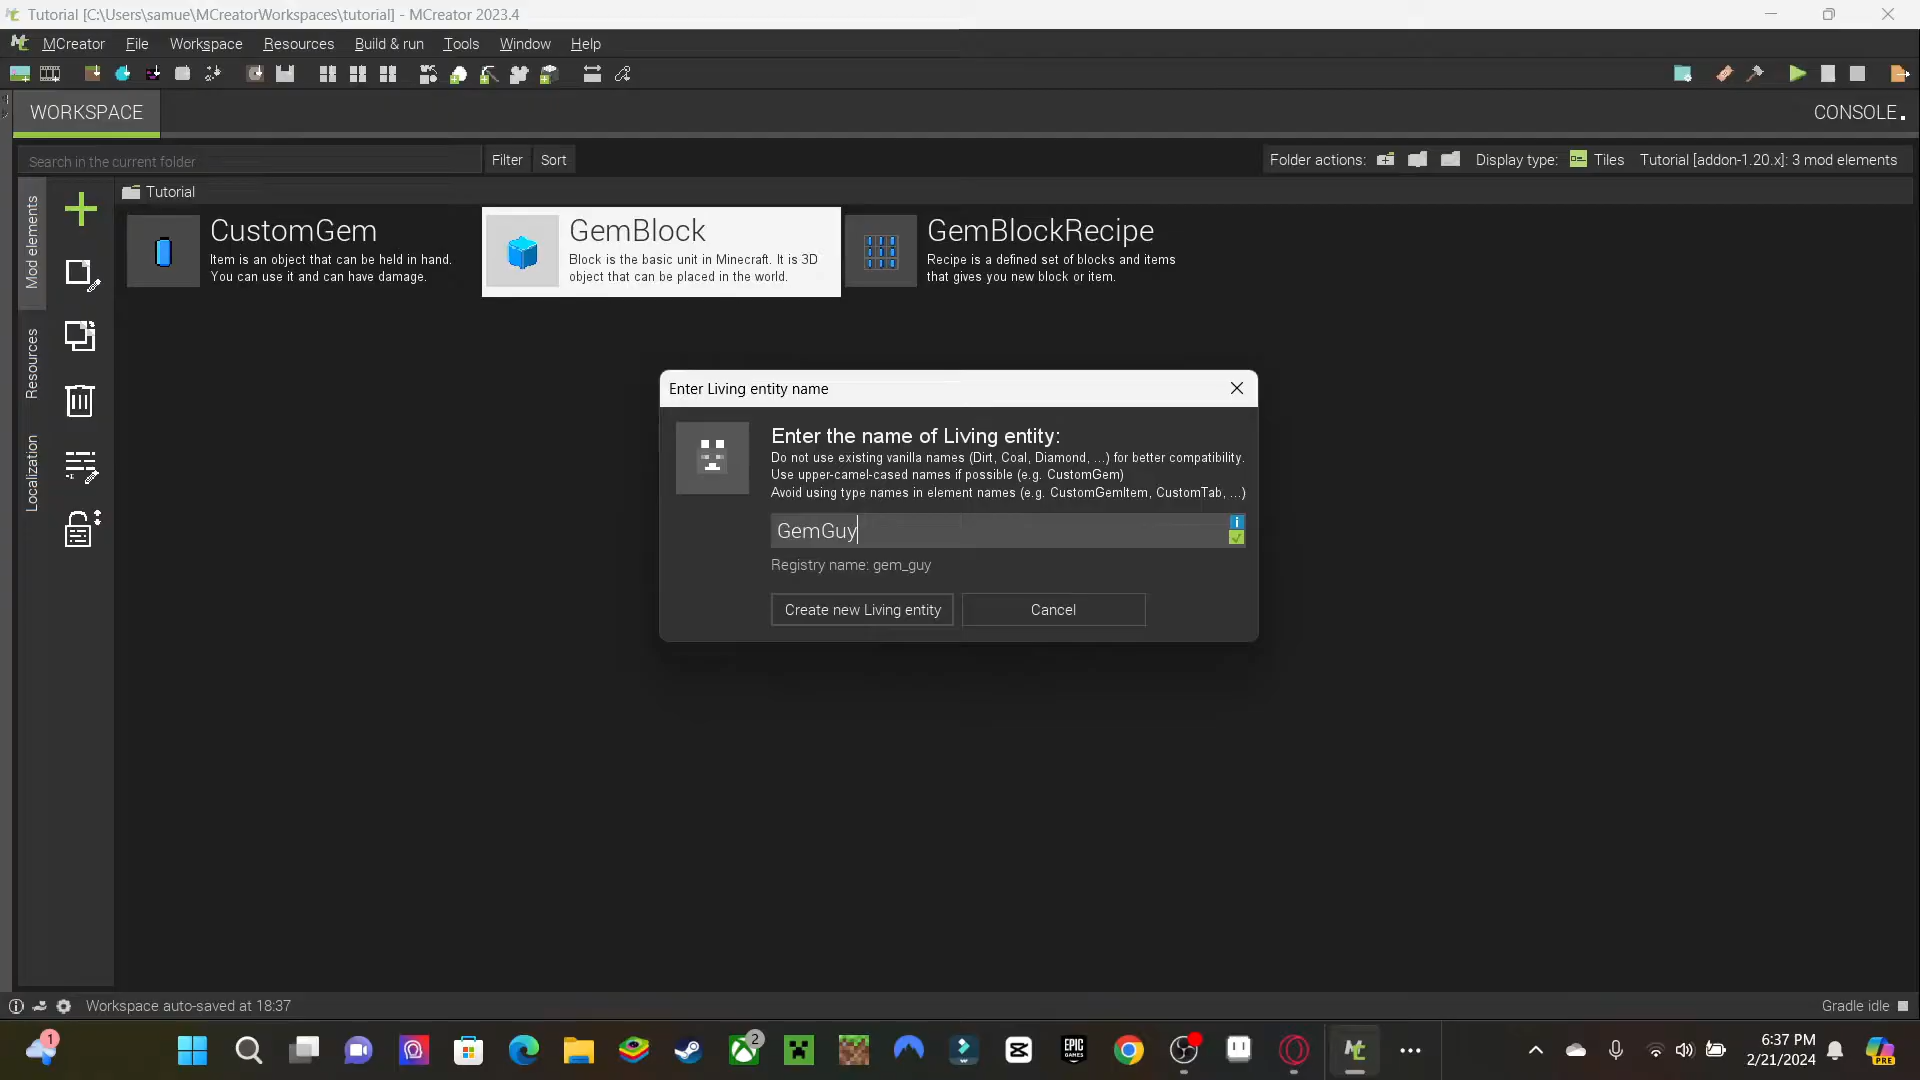 Tutorial [C:\Users\samue\MCreatorWorkspaces\tutorial] - MCreator 2023.4
MCreator File Workspace Resources Build & run Tools Window Help
WORKSPACE
CONSOLE
Search in the current folder
Filter Sort
Folder actions: Display type: Tiles Tutorial [addon-1.20.x]: 3 mod elements
Mod elements
Resources
Localization
Tutorial
CustomGem
Item is an object that can be held in hand.
You can use it and can have damage.
GemBlock
Block is the basic unit in Minecraft. It is 3D
object that can be placed in the world.
GemBlockRecipe
Recipe is a defined set of blocks and items
that gives you new block or item.
Enter Living entity name
Enter the name of Living entity:
Do not use existing vanilla names (Dirt, Coal, Diamond, ...) for better compatibility.
Use upper-camel-cased names if possible (e.g. CustomGem)
Avoid using type names in element names (e.g. CustomGemItem, CustomTab, ...)
GemGuy
Registry name: gem_guy
Create new Living entity
Cancel
Workspace auto-saved at 18:37
Gradle idle
1
2
EPIC
GAMES
6:37 PM
2/21/2024
PRE